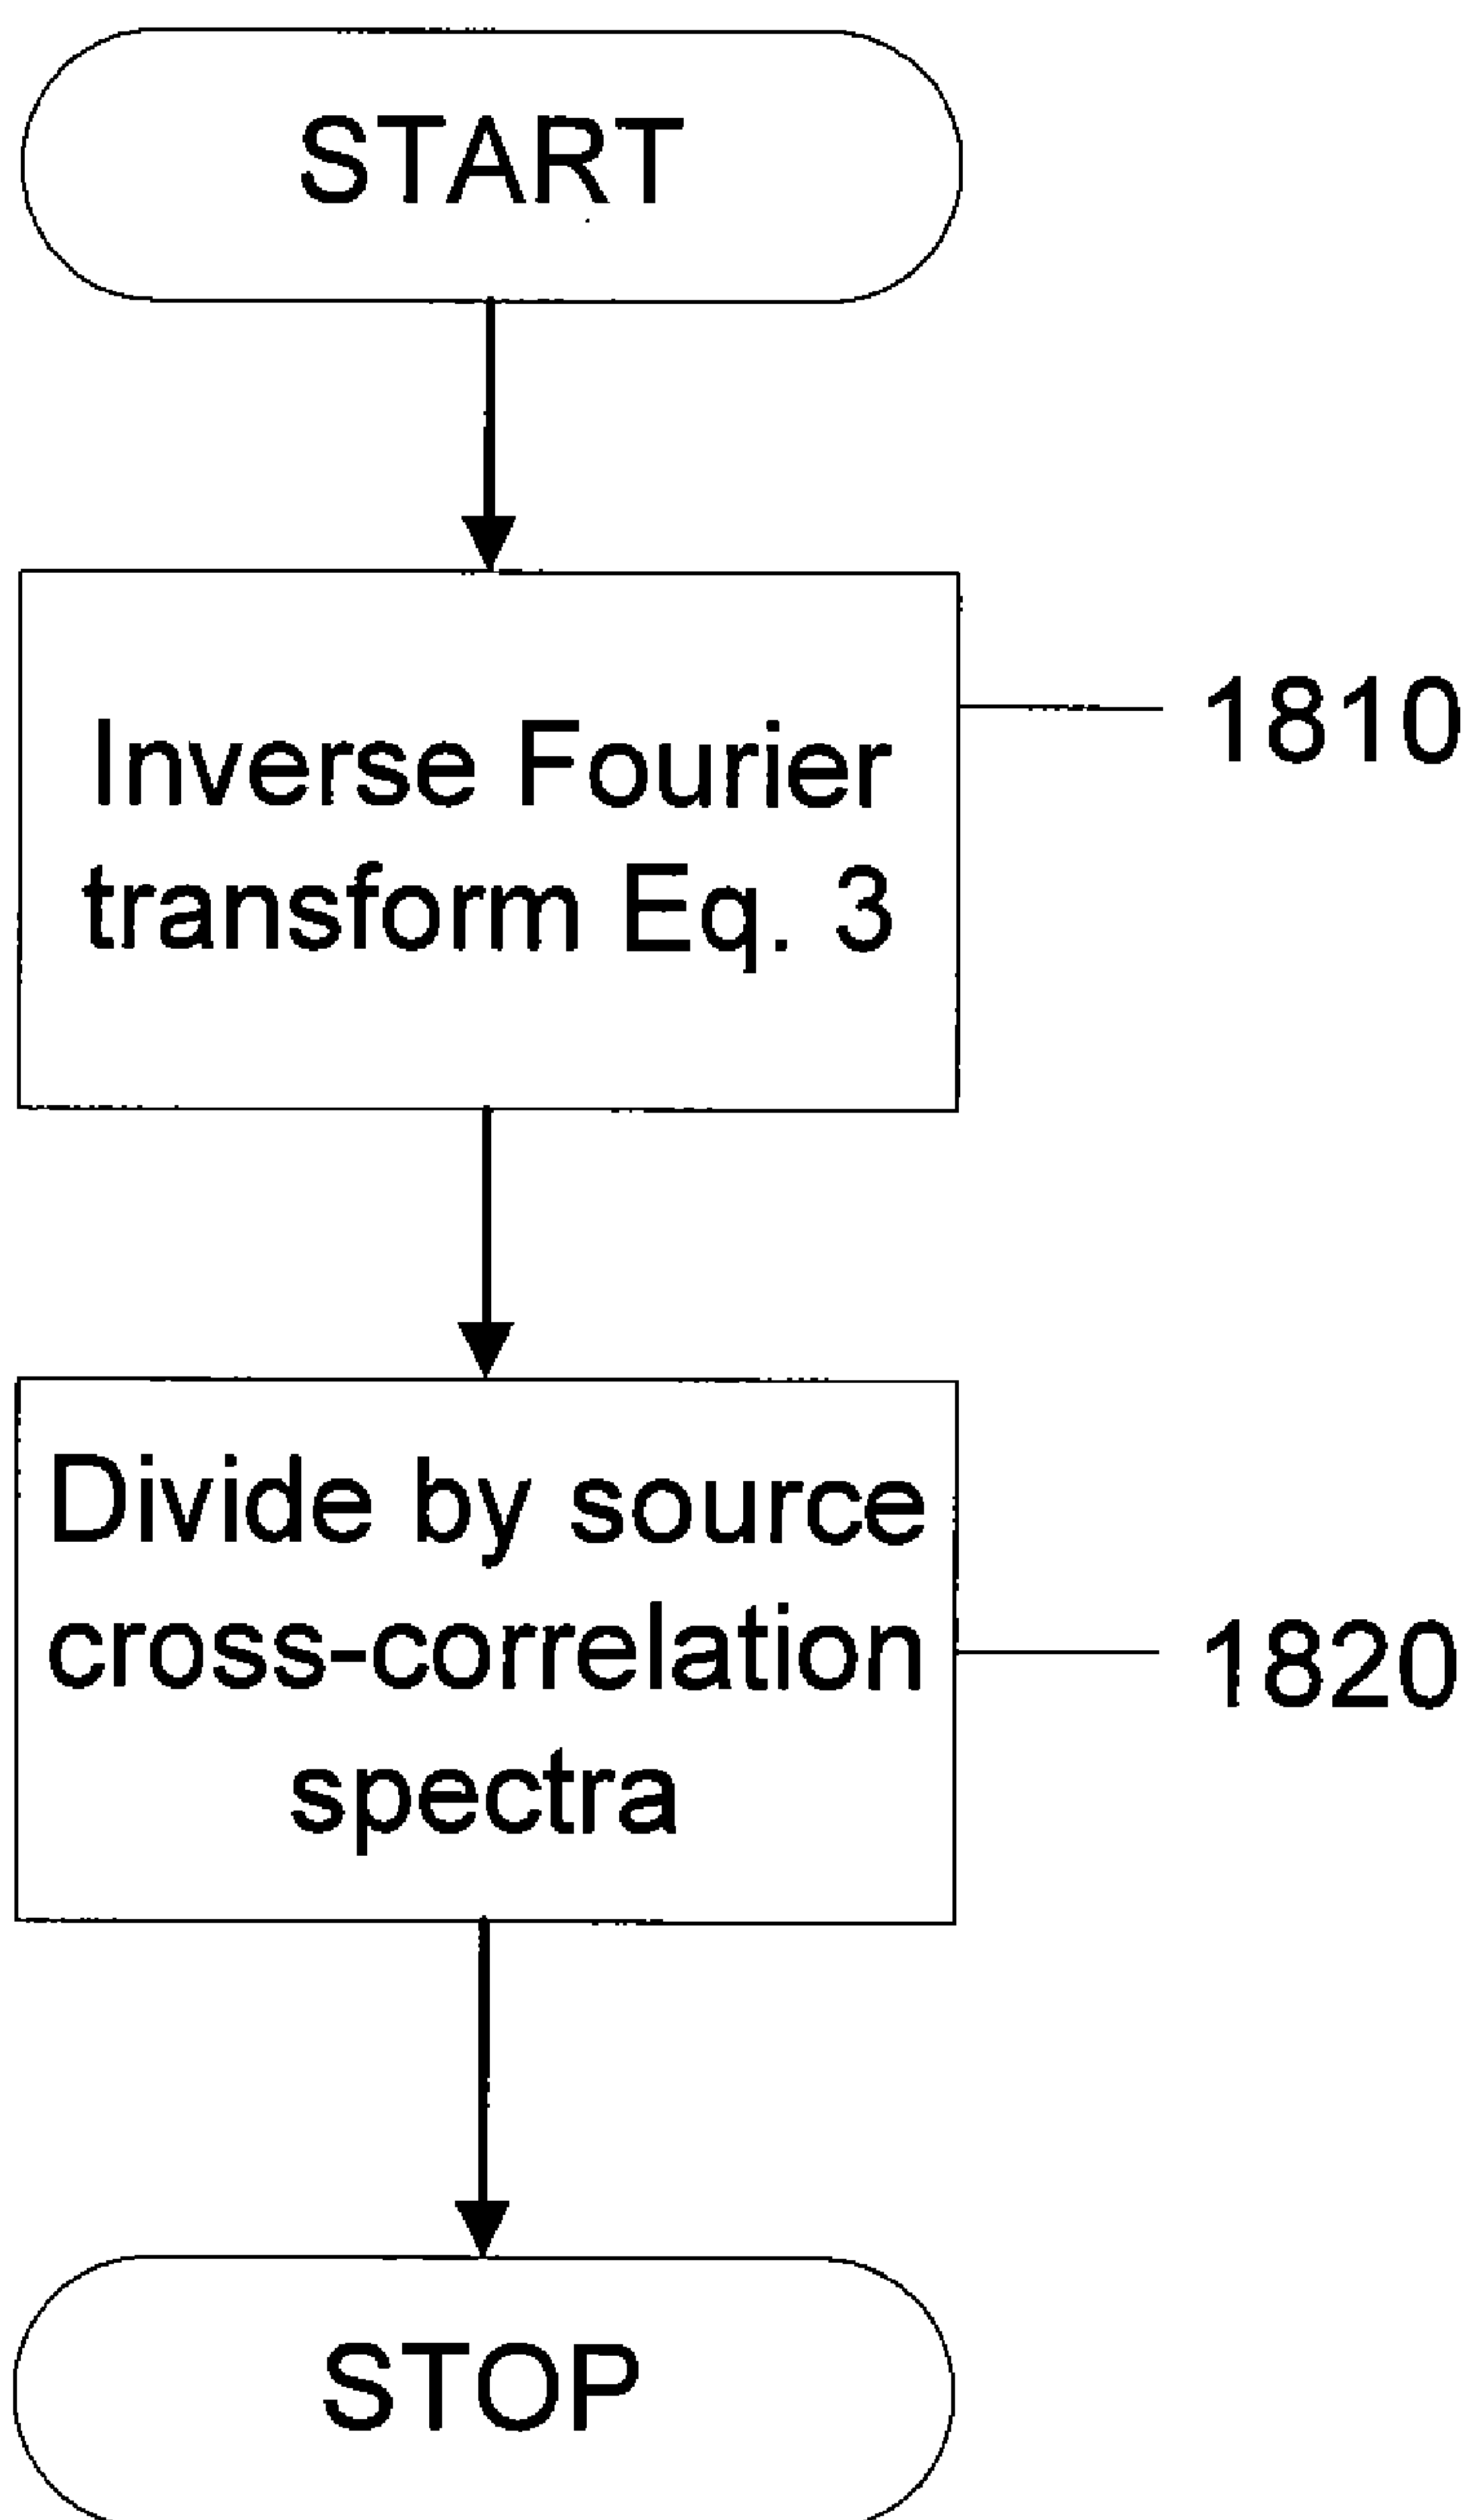 START
1810
Inverse Fourier
transform Eq. 3
Divide by source
cross-correlation
1820
spectra
STOP